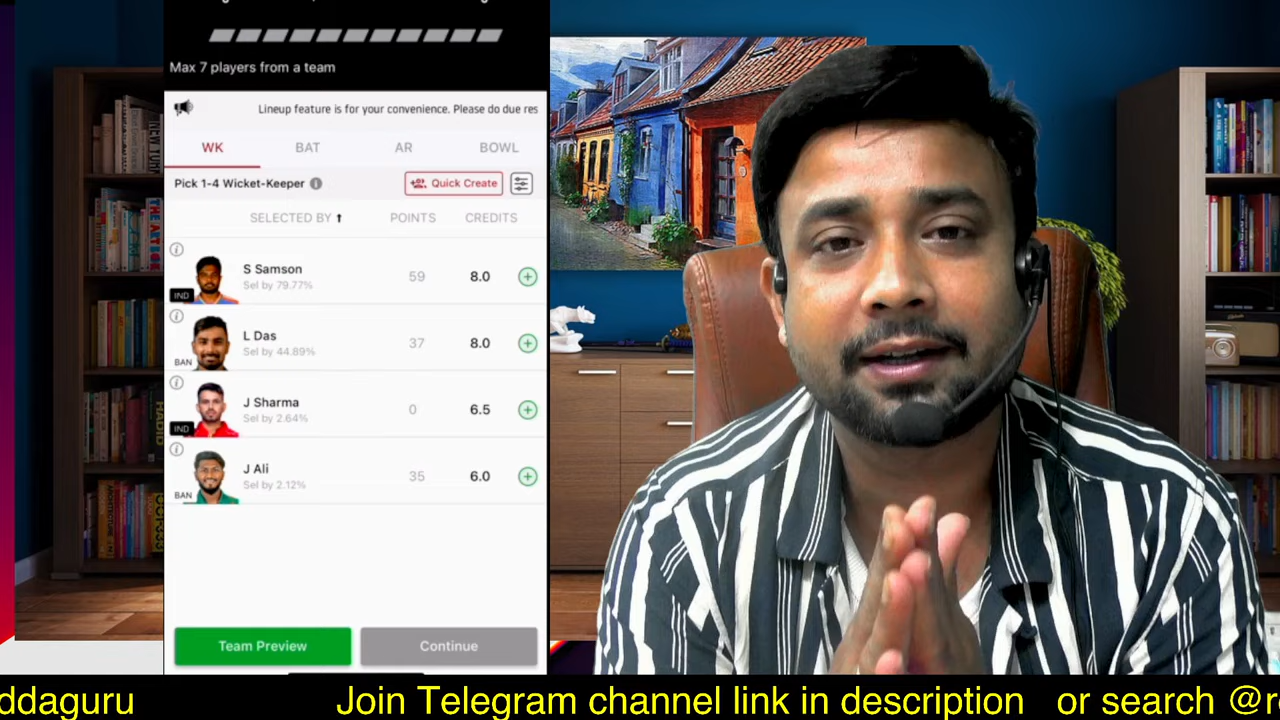 Max 7 players from a team
Lineup feature is for your convenience. Please do due res
WK BAT AR BOWL
Pick 1-4 Wicket-Keeper
Quick Create
SELECTED BY POINTS CREDITS
S Samson
Sel by 79.77%
59 8.0
IND
L Das
Sel by 44.89%
37 8.0
BAN
J Sharma
Sel by 2.64%
0 6.5
IND
J Ali
Sel by 2.12%
35 6.0
BAN
Team Preview Continue
ddaguru Join Telegram channel link in description or search @r